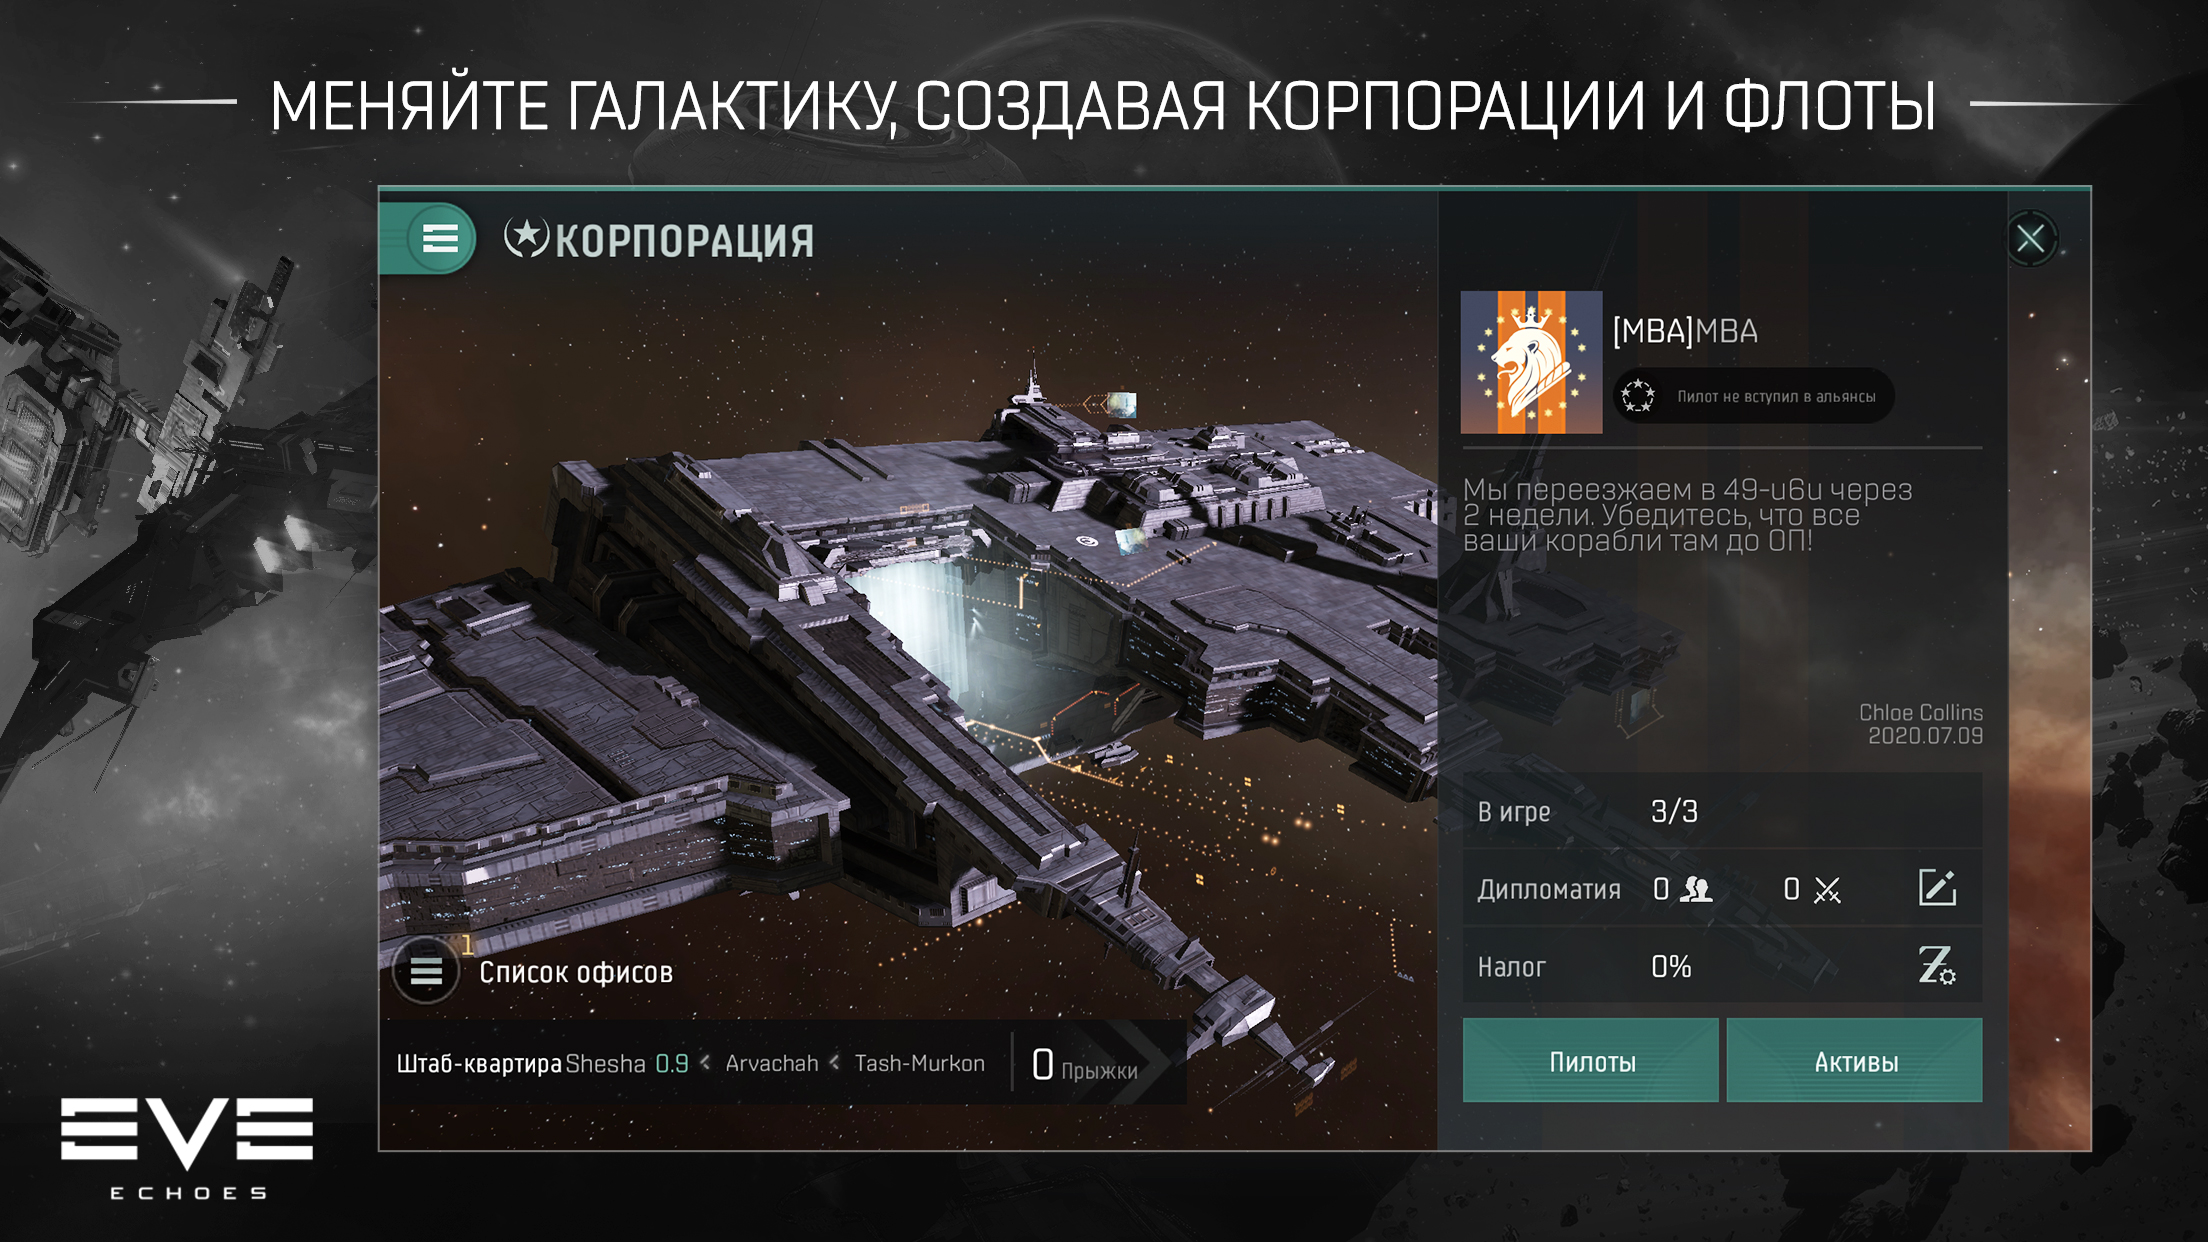 МЕНЯЙТЕ ГАЛАКТИКУ, СОЗДАВАЯ КОРПОРАЦИИ И ФЛОТЫ
КОРПОРАЦИЯ
[MBA]MBA
Пилот не вступил в альянсы
Мы переезжаем в 49-u6u через
2 недели. Убедитесь, что все
ваши корабли там до ОП!
Chloe Collins
2020.07.09
В игре 3/3
Дипломатия 0 0
Налог 0%
Пилоты Активы
1
Список офисов
Штаб-квартира Shesha 0.9 < Arvachah < Tash-Murkon 0 Прыжки
EVE
ECHOES